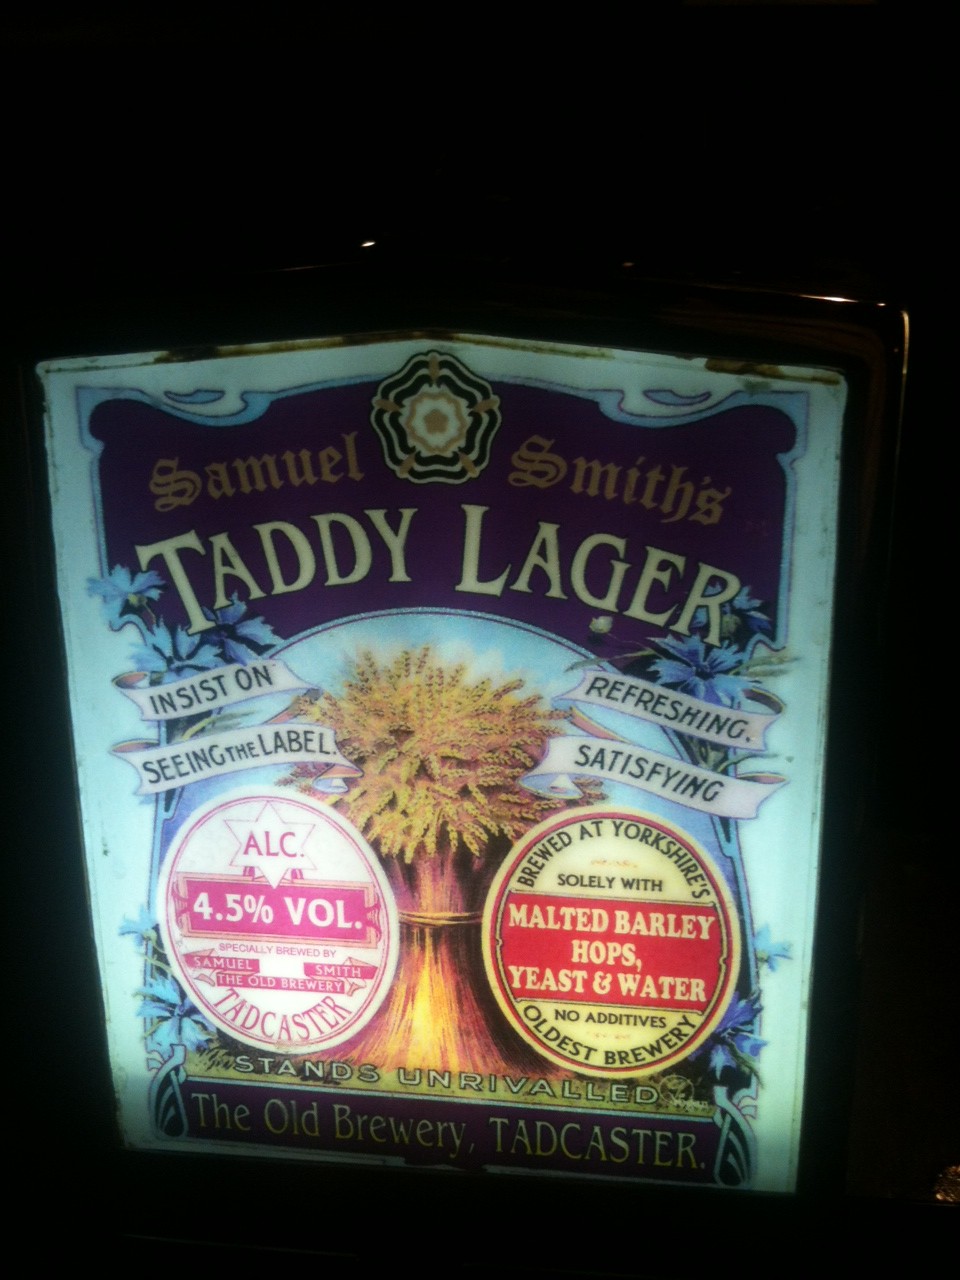 Samuel Smith's
TADDY LAGER
INSIST ON
SEEING THE LABEL.
REFRESHING.
SATISFYING
ALC.
4.5% VOL.
SPECIALLY BREWED BY
SAMUEL SMITH
THE OLD BREWERY
TADCASTER
BREWED AT YORKSHIRE'S
SOLELY WITH
MALTED BARLEY
HOPS,
YEAST & WATER
NO ADDITIVES
OLDEST BREWERY
STANDS UNRIVALLED
Vegan
The Old Brewery, TADCASTER.